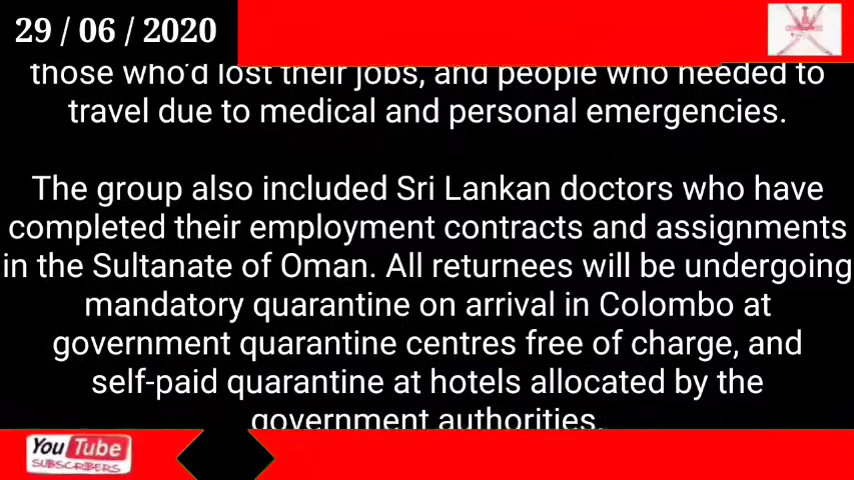 29 / 06 / 2020
those who'd lost their jobs, and people who needed to
travel due to medical and personal emergencies.
The group also included Sri Lankan doctors who have
completed their employment contracts and assignments
in the Sultanate of Oman. All returnees will be undergoing
mandatory quarantine on arrival in Colombo at
government quarantine centres free of charge, and
self-paid quarantine at hotels allocated by the
government authorities.
YouTube
SUBSCRIBERS